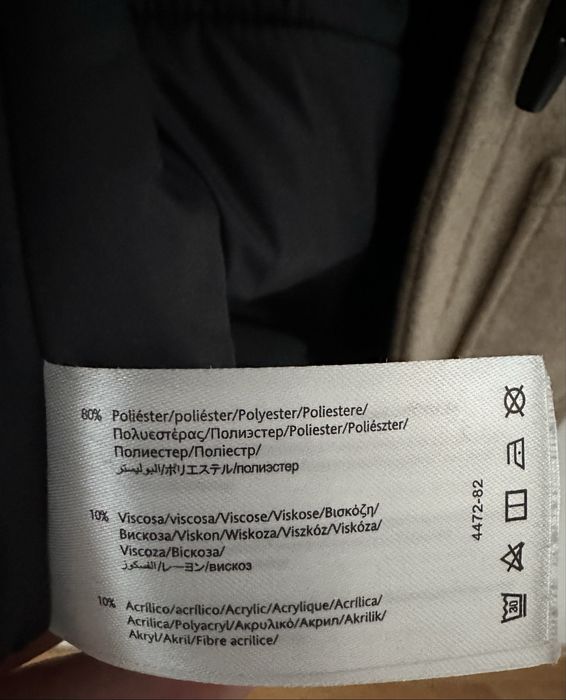 80% Poliéster/poliéster/Polyester/Poliestere/
Πολυεστέρας/Полиэстер/Poliester/Poliészter/
Полиестер/Поліестр/
البوليستر/ポリエステル/полиэстер
10% Viscosa/viscosa/Viscose/Viskose/Βισκόζη/
Вискоза/Viskon/Wiskoza/Viszkóz/Viskóza/
Viscoza/Віскоза/
الفسكوز/レーヨン/вискоз
10% Acrílico/acrílico/Acrylic/Acrylique/Acrílica/
Acrilica/Polyacryl/Ακρυλικό/Акрил/Akrilik/
Akryl/Akril/Fibre acrilice/
4472-82
30